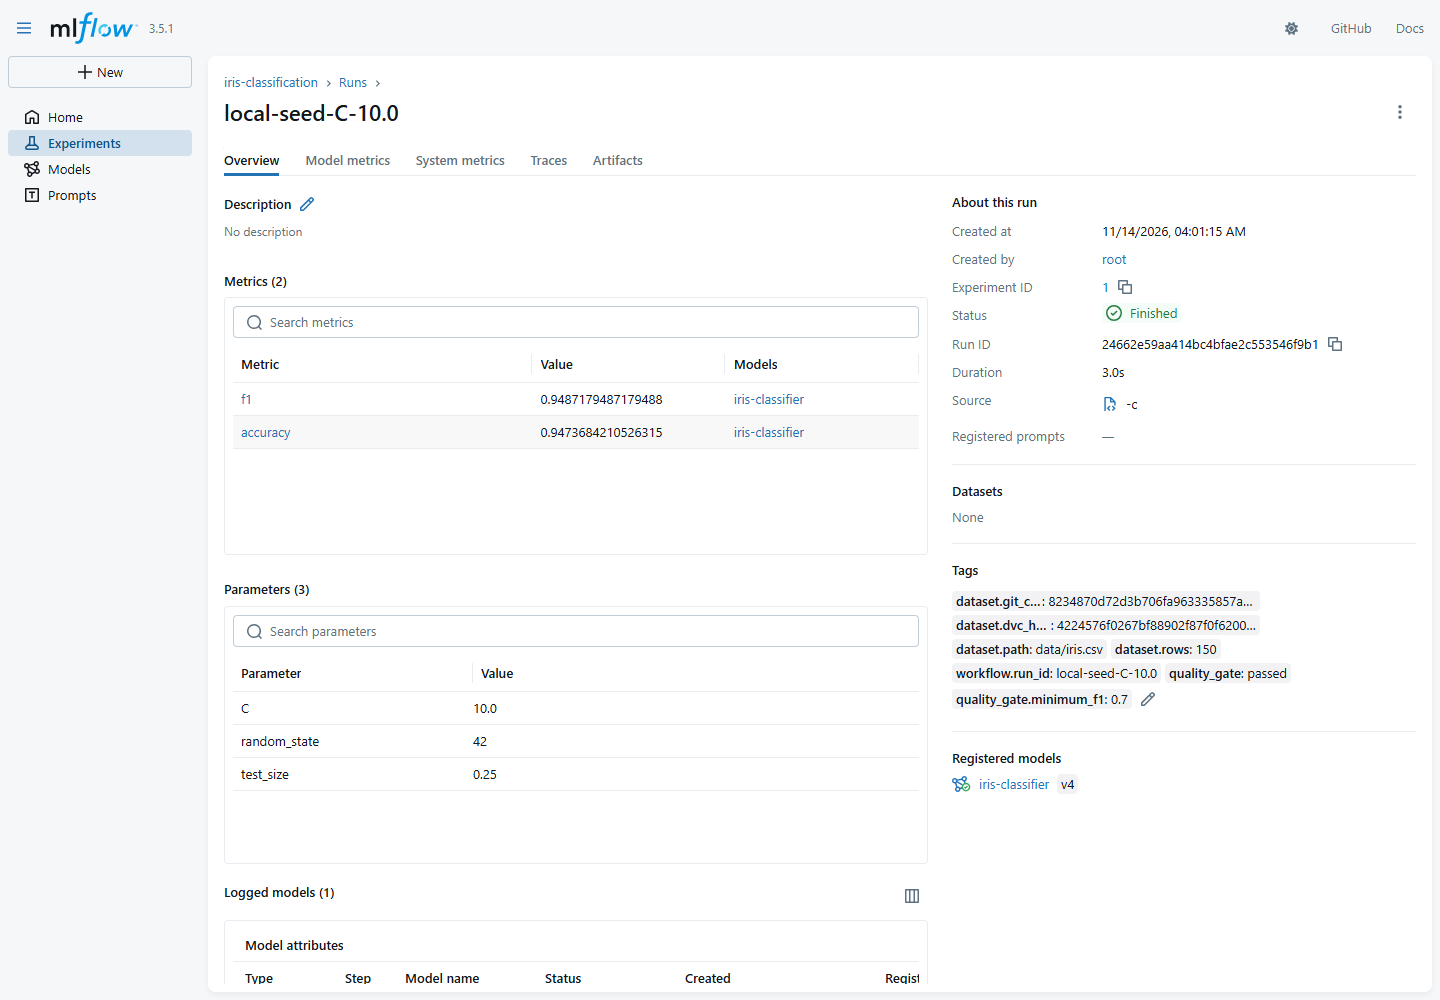 mlflow 3.5.1
GitHub Docs
New
Home
Experiments
Models
Prompts
iris-classification › Runs ›
local-seed-C-10.0
Overview Model metrics System metrics Traces Artifacts
Description
No description
Metrics (2)
Search metrics
Metric Value Models
f1 0.9487179487179488 iris-classifier
accuracy 0.9473684210526315 iris-classifier
Parameters (3)
Search parameters
Parameter Value
C 10.0
random_state 42
test_size 0.25
Logged models (1)
Model attributes
Type Step Model name Status Created Regist
About this run
Created at 11/14/2026, 04:01:15 AM
Created by root
Experiment ID 1
Status Finished
Run ID 24662e59aa414bc4bfae2c553546f9b1
Duration 3.0s
Source -c
Registered prompts —
Datasets
None
Tags
dataset.git_c...: 8234870d72d3b706fa963335857a...
dataset.dvc_h... : 4224576f0267bf88902f87f0f6200...
dataset.path: data/iris.csv dataset.rows: 150
workflow.run_id: local-seed-C-10.0 quality_gate: passed
quality_gate.minimum_f1: 0.7
Registered models
iris-classifier v4